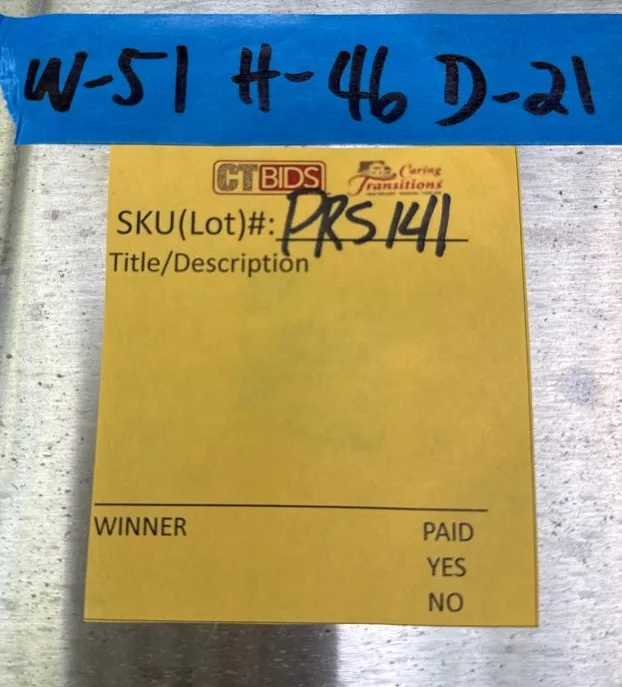 W-51 H-46 D-21
CTBIDS Caring Transitions
SKU(Lot)#: PRS141
Title/Description
WINNER PAID
YES
NO